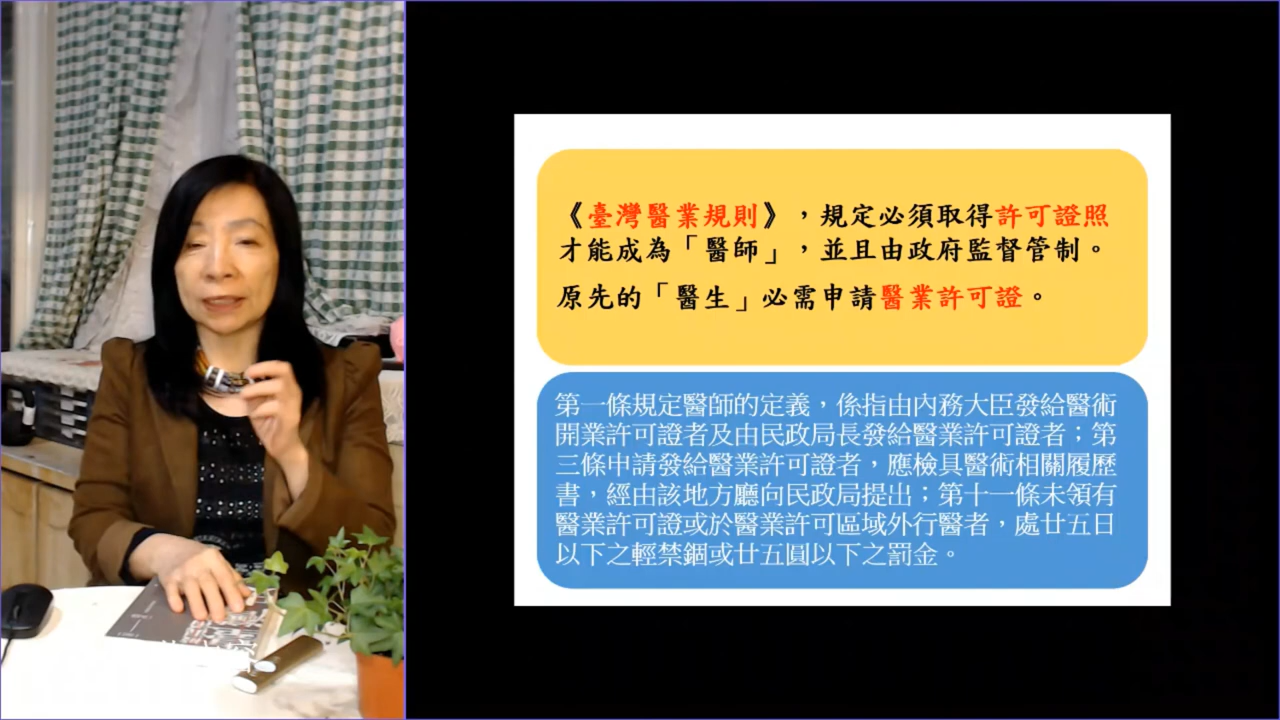 《臺灣醫業規則》，規定必須取得許可證照
才能成為「醫師」，並且由政府監督管制。
原先的「醫生」必需申請醫業許可證。
第一條規定醫師的定義，係指由內務大臣發給醫術
開業許可證者及由民政局長發給醫業許可證者；第
三條申請發給醫業許可證者，應檢具醫術相關履歷
書，經由該地方廳向民政局提出；第十一條未領有
醫業許可證或於醫業許可區域外行醫者，處廿五日
以下之輕禁錮或廿五圓以下之罰金。